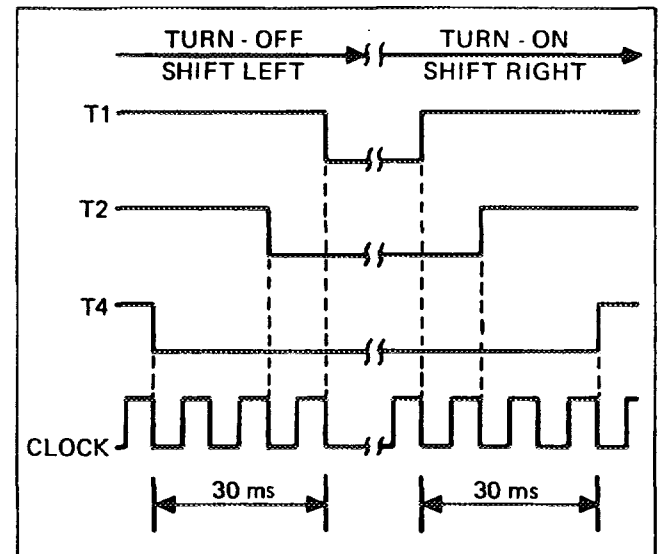 TURN - OFF TURN - ON
SHIFT LEFT SHIFT RIGHT
T1
T2
T4
CLOCK
30 ms 30 ms